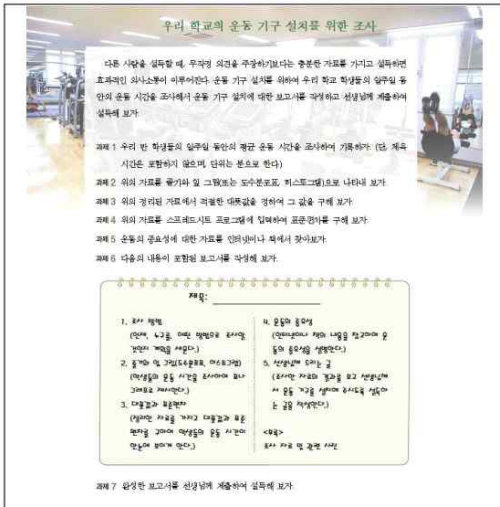 우리 학교의 운동 기구 설치를 위한 조사
다른 사람을 설득할 때, 무작정 의견을 주장하기보다는 충분한 자료를 가지고 설득하면
효과적인 의사소통이 이루어진다. 운동 기구 설치를 위하여 우리 학교 학생들의 일주일 동
안의 운동 시간을 조사해서 운동 기구 설치에 대한 보고서를 작성하고 선생님께 제출하여
설득해 보자.
과제 1 우리 반 학생들의 일주일 동안의 평균 운동 시간을 조사하여 기록하자. (단, 체육
시간은 포함하지 않으며, 단위는 분으로 한다.)
과제 2 위의 자료를 줄기와 잎 그림(또는 도수분포표, 히스토그램)으로 나타내 보자.
과제 3 위의 정리된 자료에서 적절한 대푯값을 정하여 그 값을 구해 보자.
과제 4 위의 자료를 스프레드시트 프로그램에 입력하여 표준편차를 구해 보자.
과제 5 운동의 중요성에 대한 자료를 인터넷이나 책에서 찾아보자.
과제 6 다음의 내용이 포함된 보고서를 작성해 보자.
제목:
1. 조사 방법
(언제, 누구를, 어떤 방법으로 조사할
것인지 계획을 세운다.)
2. 줄기와 잎 그림(도수분포표, 히스토그램)
(학생들의 운동 시간을 조사하여 표나
그래프로 제시한다.)
3. 대푯값과 표준편차
(정리한 자료를 가지고 대푯값과 표준
편차를 구하여 학생들의 운동 시간이
한눈에 보이게 한다.)
4. 운동의 중요성
(인터넷이나 책의 내용을 참고하여 운
동의 중요성을 설명한다.)
5. 선생님께 드리는 글
(조사한 자료의 결과를 보고 선생님께
서 운동 기구를 설치해 주시도록 설득하
는 글을 작성한다.)
<부록>
조사 자료 및 관련 사진
과제 7 완성한 보고서를 선생님께 제출하여 설득해 보자.